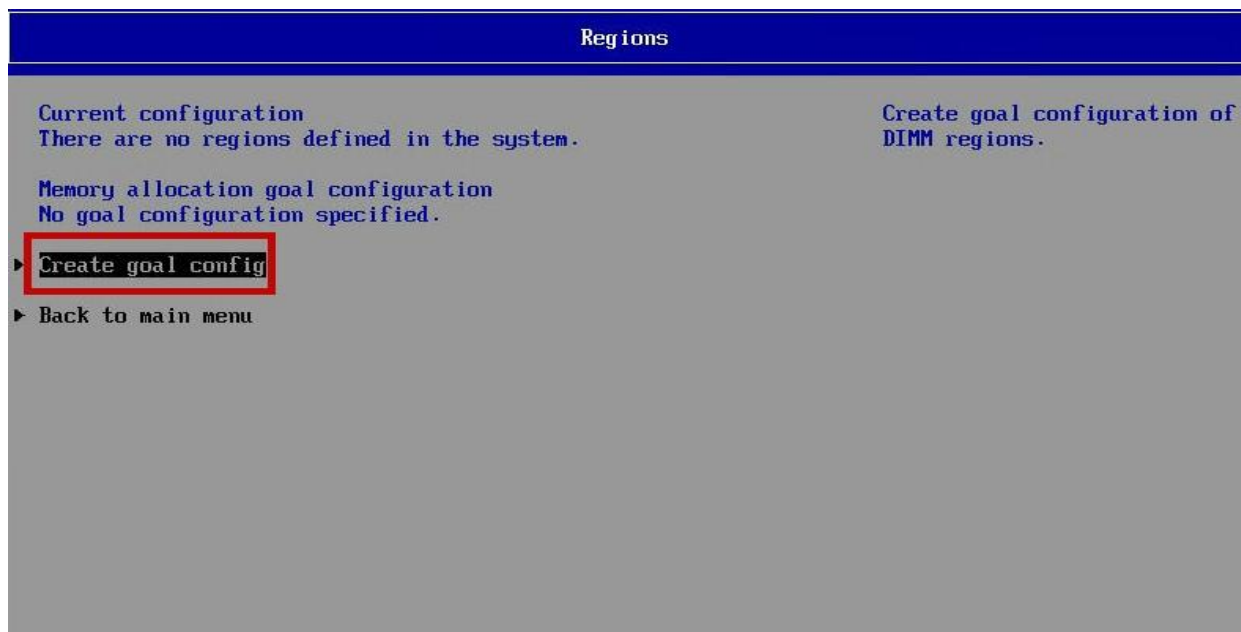 Regions
Current configuration
There are no regions defined in the system.
Memory allocation goal configuration
No goal configuration specified.
Create goal config
Back to main menu
Create goal configuration of
DIMM regions.